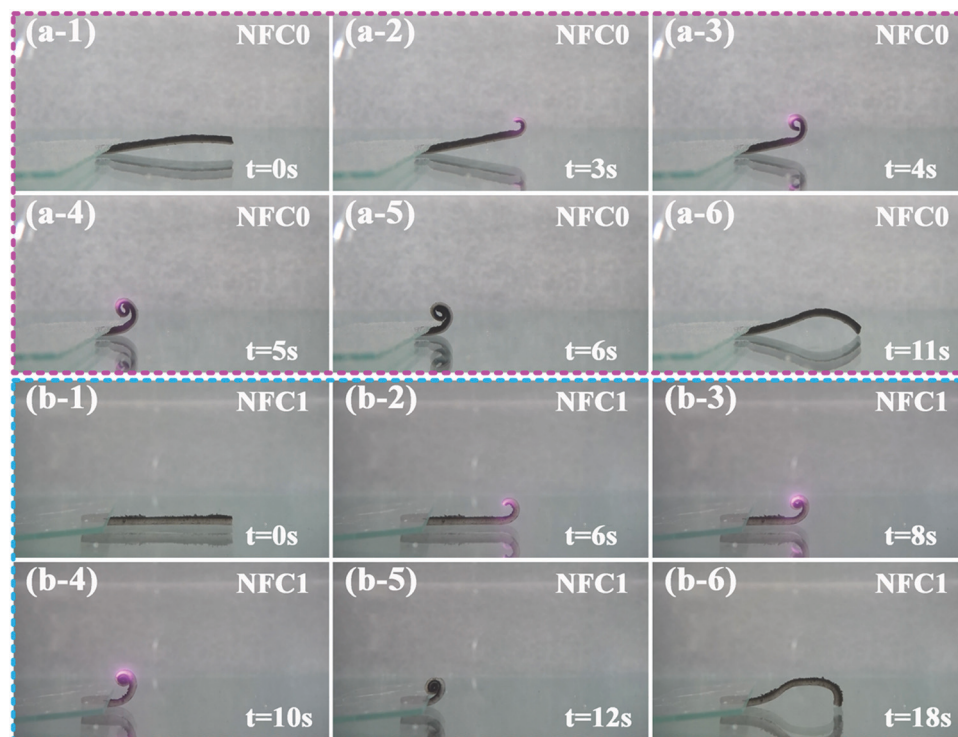 (a-1) NFC0
t=0s
(a-2) NFC0
t=3s
(a-3) NFC0
t=4s
(a-4) NFC0
t=5s
(a-5) NFC0
t=6s
(a-6) NFC0
t=11s
(b-1) NFC1
t=0s
(b-2) NFC1
t=6s
(b-3) NFC1
t=8s
(b-4) NFC1
t=10s
(b-5) NFC1
t=12s
(b-6) NFC1
t=18s